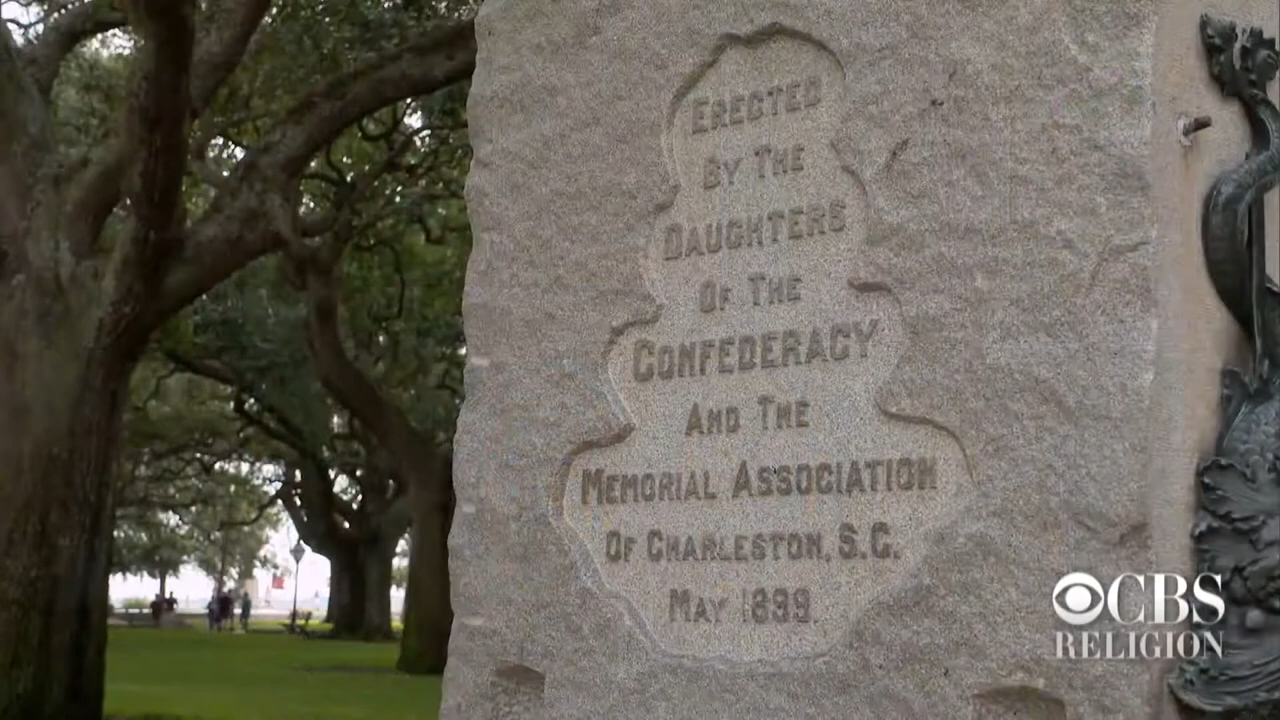 ERECTED
BY THE
DAUGHTERS
OF THE
CONFEDERACY
AND THE
MEMORIAL ASSOCIATION
OF CHARLESTON, S.C.
MAY 1899.
CBS
RELIGION